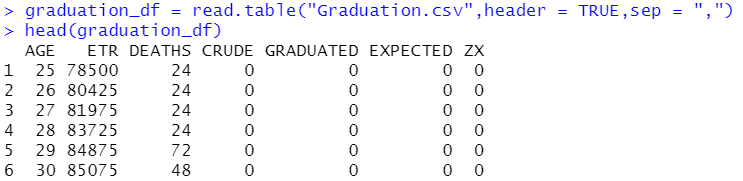 > graduation_df = read.table("Graduation.csv",header = TRUE,sep = ",")
> head(graduation_df)
AGE ETR DEATHS CRUDE GRADUATED EXPECTED ZX
1 25 78500 24 0 0 0 0
2 26 80425 24 0 0 0 0
3 27 81975 24 0 0 0 0
4 28 83725 24 0 0 0 0
5 29 84875 72 0 0 0 0
6 30 85075 48 0 0 0 0